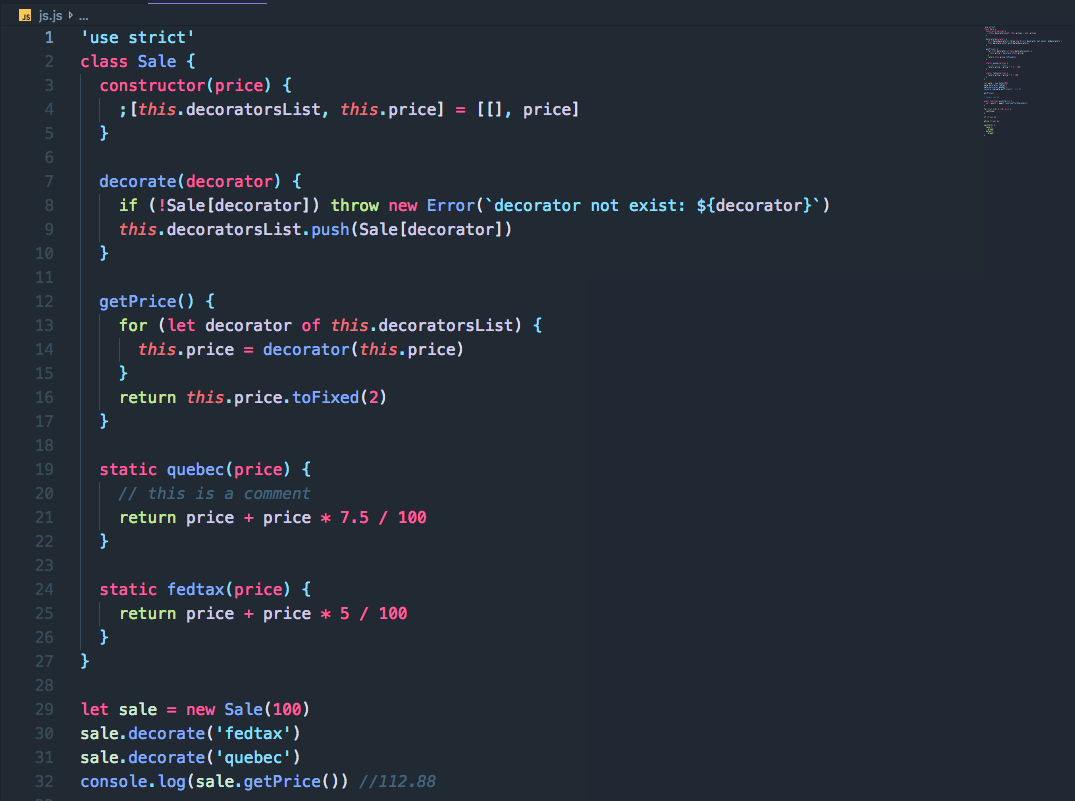 JS js.js ...
1 'use strict'
2 class Sale {
3 constructor(price) {
4 ;[this.decoratorsList, this.price] = [[], price]
5 }
6
7 decorate(decorator) {
8 if (!Sale[decorator]) throw new Error(`decorator not exist: ${decorator}`)
9 this.decoratorsList.push(Sale[decorator])
10 }
11
12 getPrice() {
13 for (let decorator of this.decoratorsList) {
14 this.price = decorator(this.price)
15 }
16 return this.price.toFixed(2)
17 }
18
19 static quebec(price) {
20 // this is a comment
21 return price + price * 7.5 / 100
22 }
23
24 static fedtax(price) {
25 return price + price * 5 / 100
26 }
27 }
28
29 let sale = new Sale(100)
30 sale.decorate('fedtax')
31 sale.decorate('quebec')
32 console.log(sale.getPrice()) //112.88